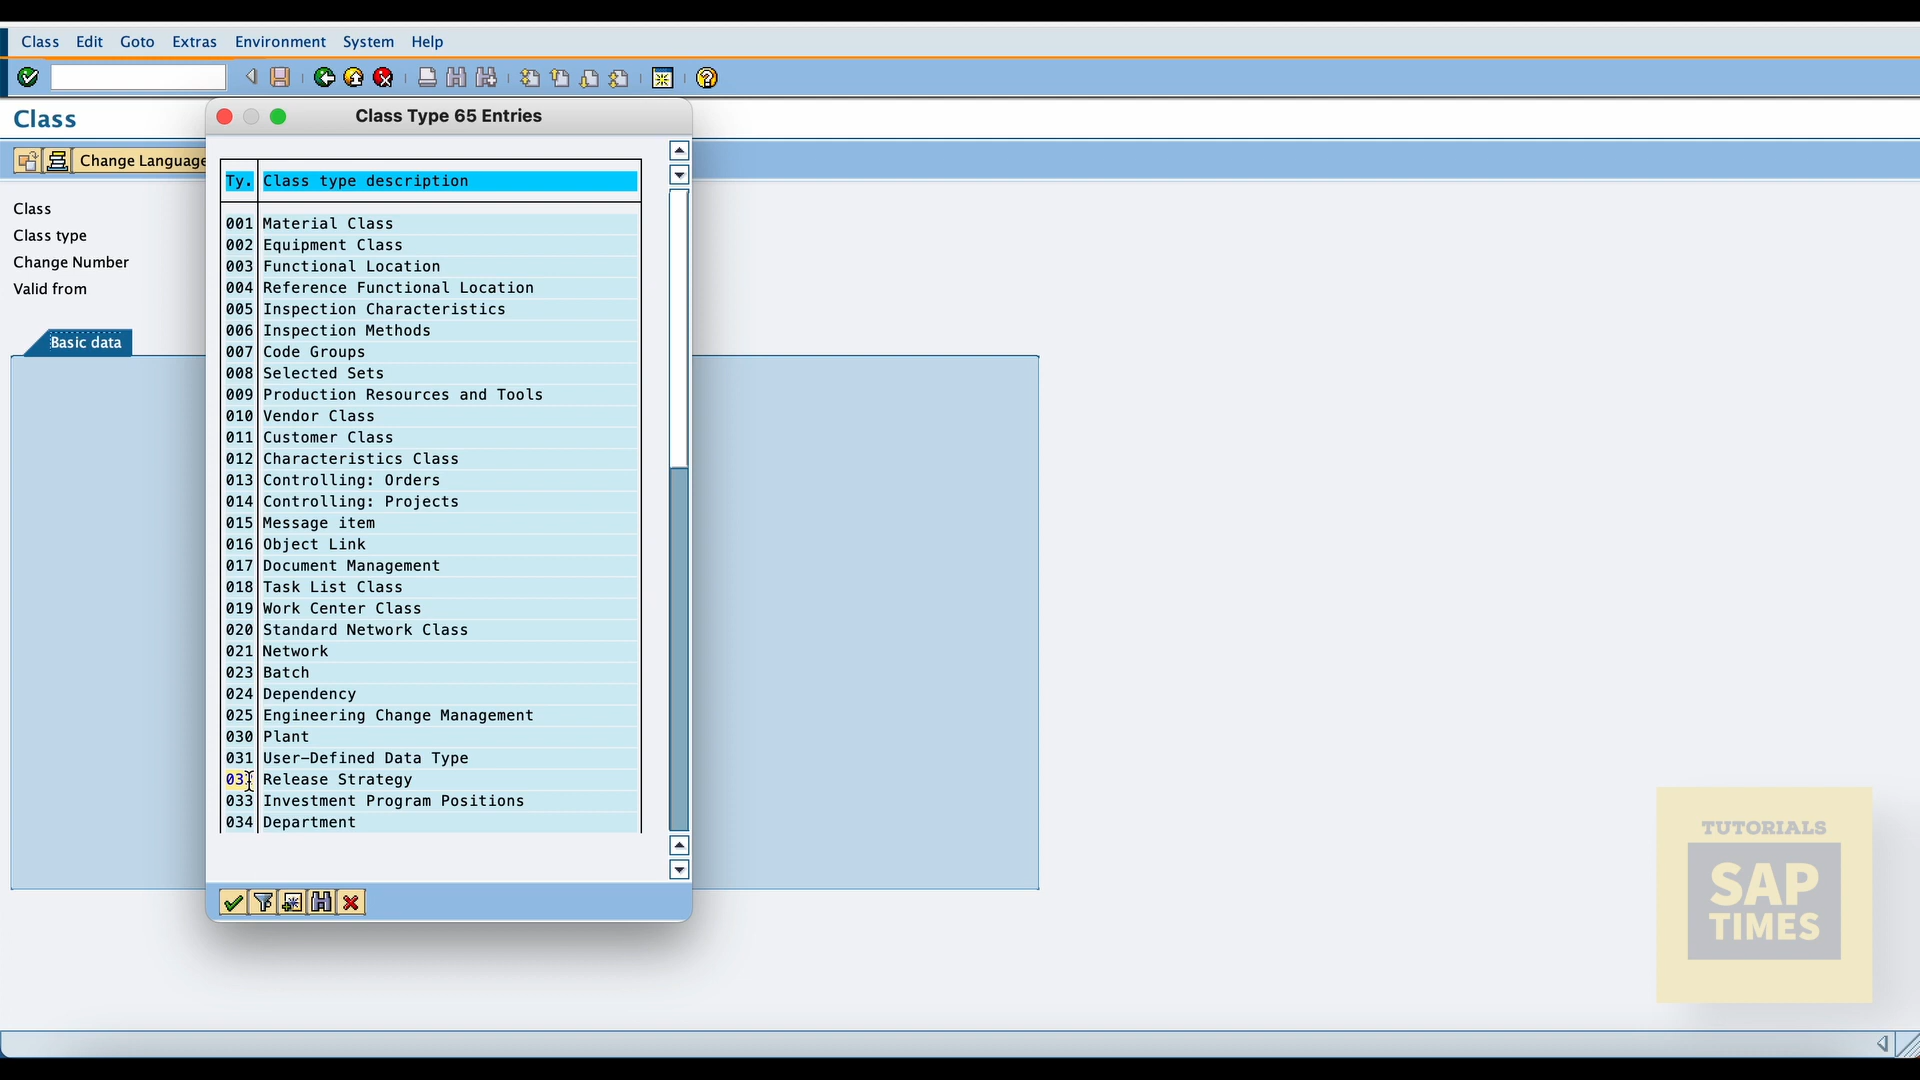 Class Edit Goto Extras Environment System Help
Class
Change Language
Class
Class type
Change Number
Valid from
Basic data
Class Type 65 Entries
Ty. Class type description
001 Material Class
002 Equipment Class
003 Functional Location
004 Reference Functional Location
005 Inspection Characteristics
006 Inspection Methods
007 Code Groups
008 Selected Sets
009 Production Resources and Tools
010 Vendor Class
011 Customer Class
012 Characteristics Class
013 Controlling: Orders
014 Controlling: Projects
015 Message item
016 Object Link
017 Document Management
018 Task List Class
019 Work Center Class
020 Standard Network Class
021 Network
023 Batch
024 Dependency
025 Engineering Change Management
030 Plant
031 User-Defined Data Type
Release Strategy
033 Investment Program Positions
034 Department
TUTORIALS
SAP
TIMES